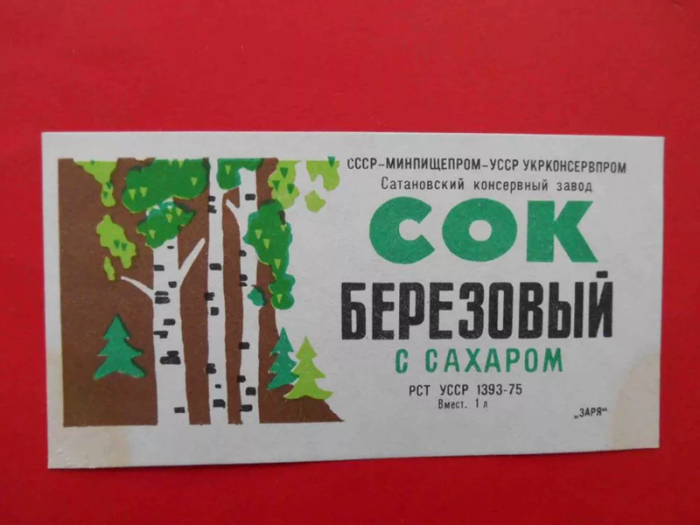 СССР-МИНПИЩЕПРОМ-УССР УКРКОНСЕРВПРОМ
Сатановский консервный завод
СОК
БЕРЕЗОВЫЙ
С САХАРОМ
РСТ УССР 1393-75
Вмест. 1 л
„ЗАРЯ“